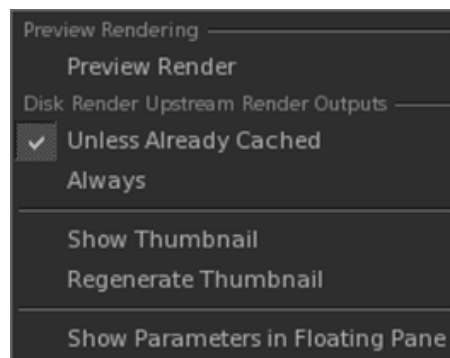 Preview Rendering
Preview Render
Disk Render Upstream Render Outputs
Unless Already Cached
Always
Show Thumbnail
Regenerate Thumbnail
Show Parameters in Floating Pane